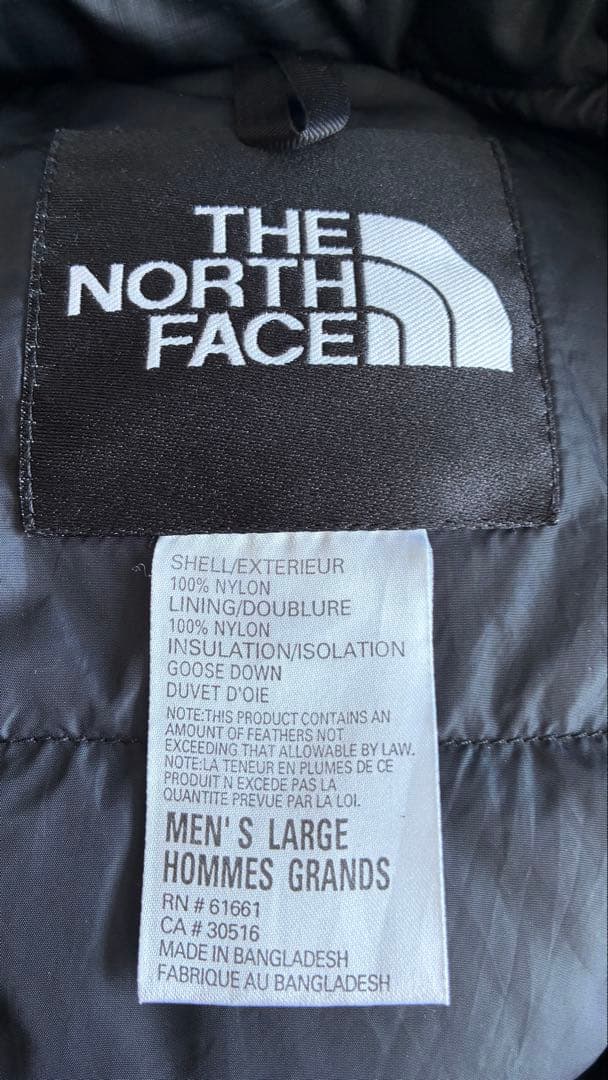 THE
NORTH
FACE
SHELL/EXTERIEUR
100% NYLON
LINING/DOUBLURE
100% NYLON
INSULATION/ISOLATION
GOOSE DOWN
DUVET D'OIE
NOTE:THIS PRODUCT CONTAINS AN
AMOUNT OF FEATHERS NOT
EXCEEDING THAT ALLOWABLE BY LAW.
NOTE:LA TENEUR EN PLUMES DE CE
PRODUIT N EXCEDE PAS LA
QUANTITE PREVUE PAR LA LOI.
MEN'S LARGE
HOMMES GRANDS
RN # 61661
CA # 30516
MADE IN BANGLADESH
FABRIQUE AU BANGLADESH